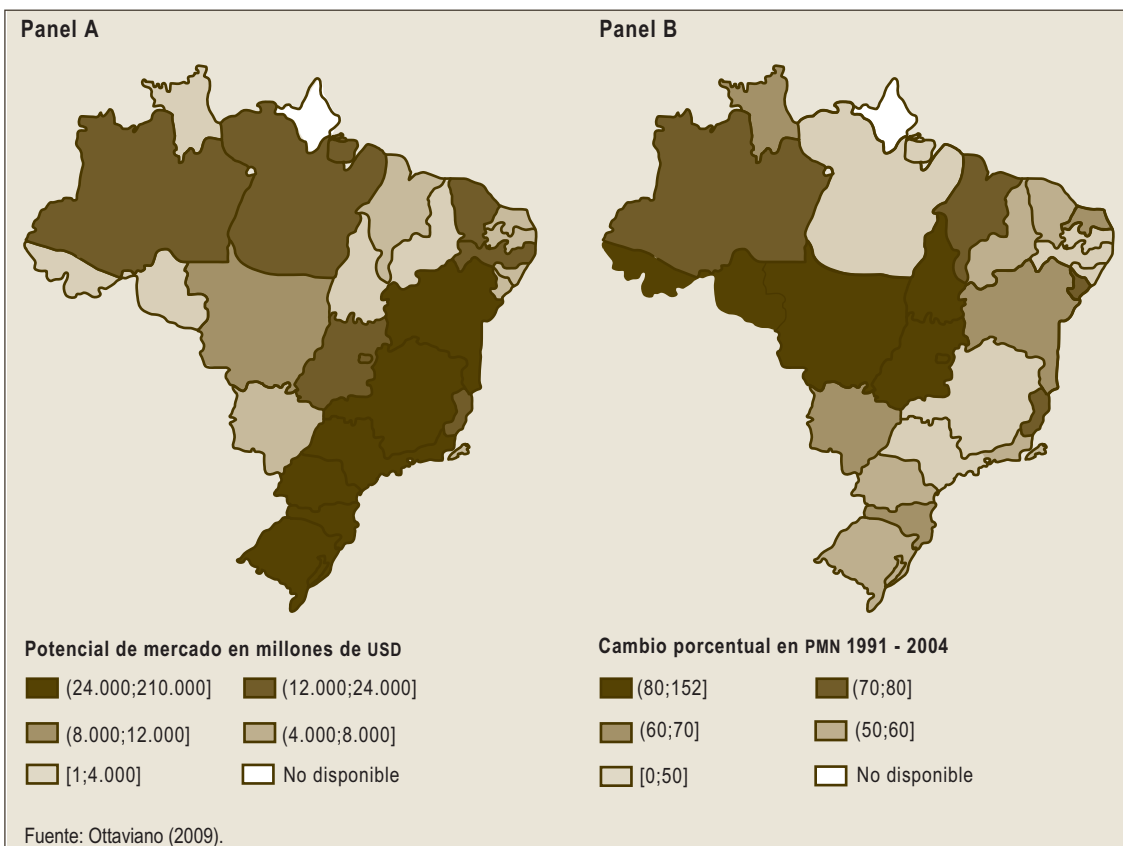 Panel A
Panel B
Potencial de mercado en millones de USD
(24.000;210.000]
(12.000;24.000]
(8.000;12.000]
(4.000;8.000]
[1;4.000]
No disponible
Cambio porcentual en PMN 1991 - 2004
(80;152]
(70;80]
(60;70]
(50;60]
[0;50]
No disponible
Fuente: Ottaviano (2009).